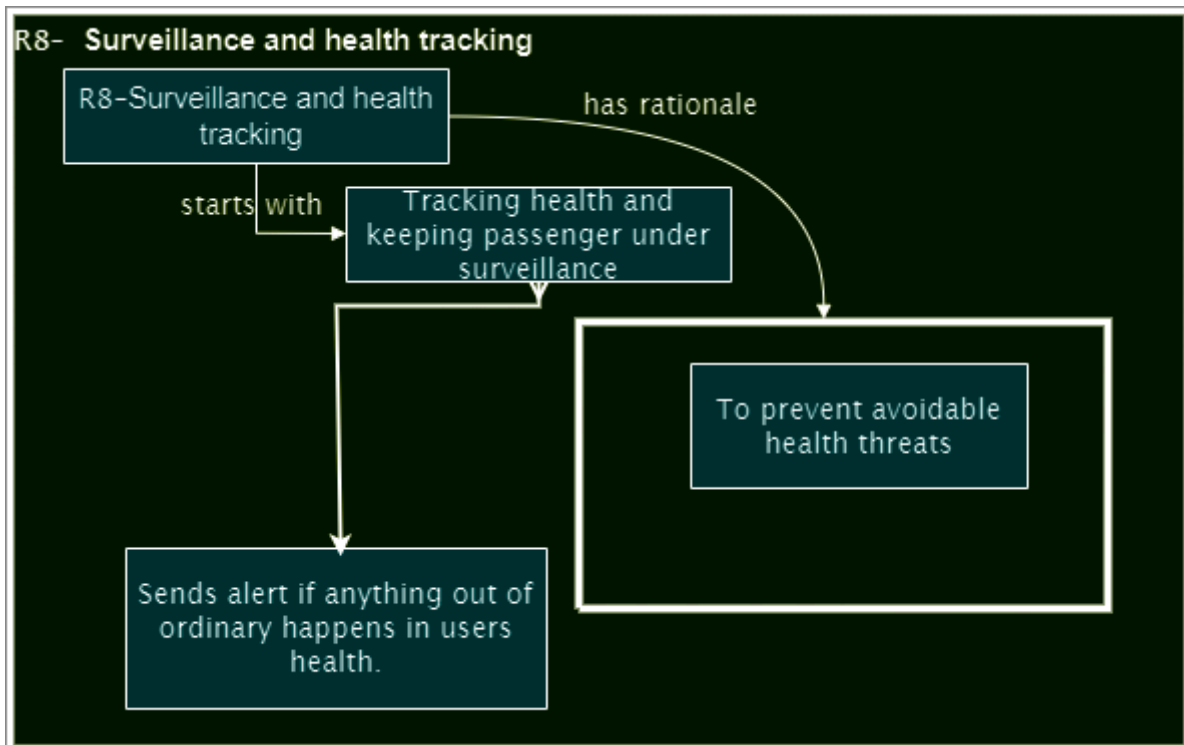 R8- Surveillance and health tracking
R8-Surveillance and health
tracking
has rationale
starts with
Tracking health and
keeping passenger under
surveillance
To prevent avoidable
health threats
Sends alert if anything out of
ordinary happens in users
health.